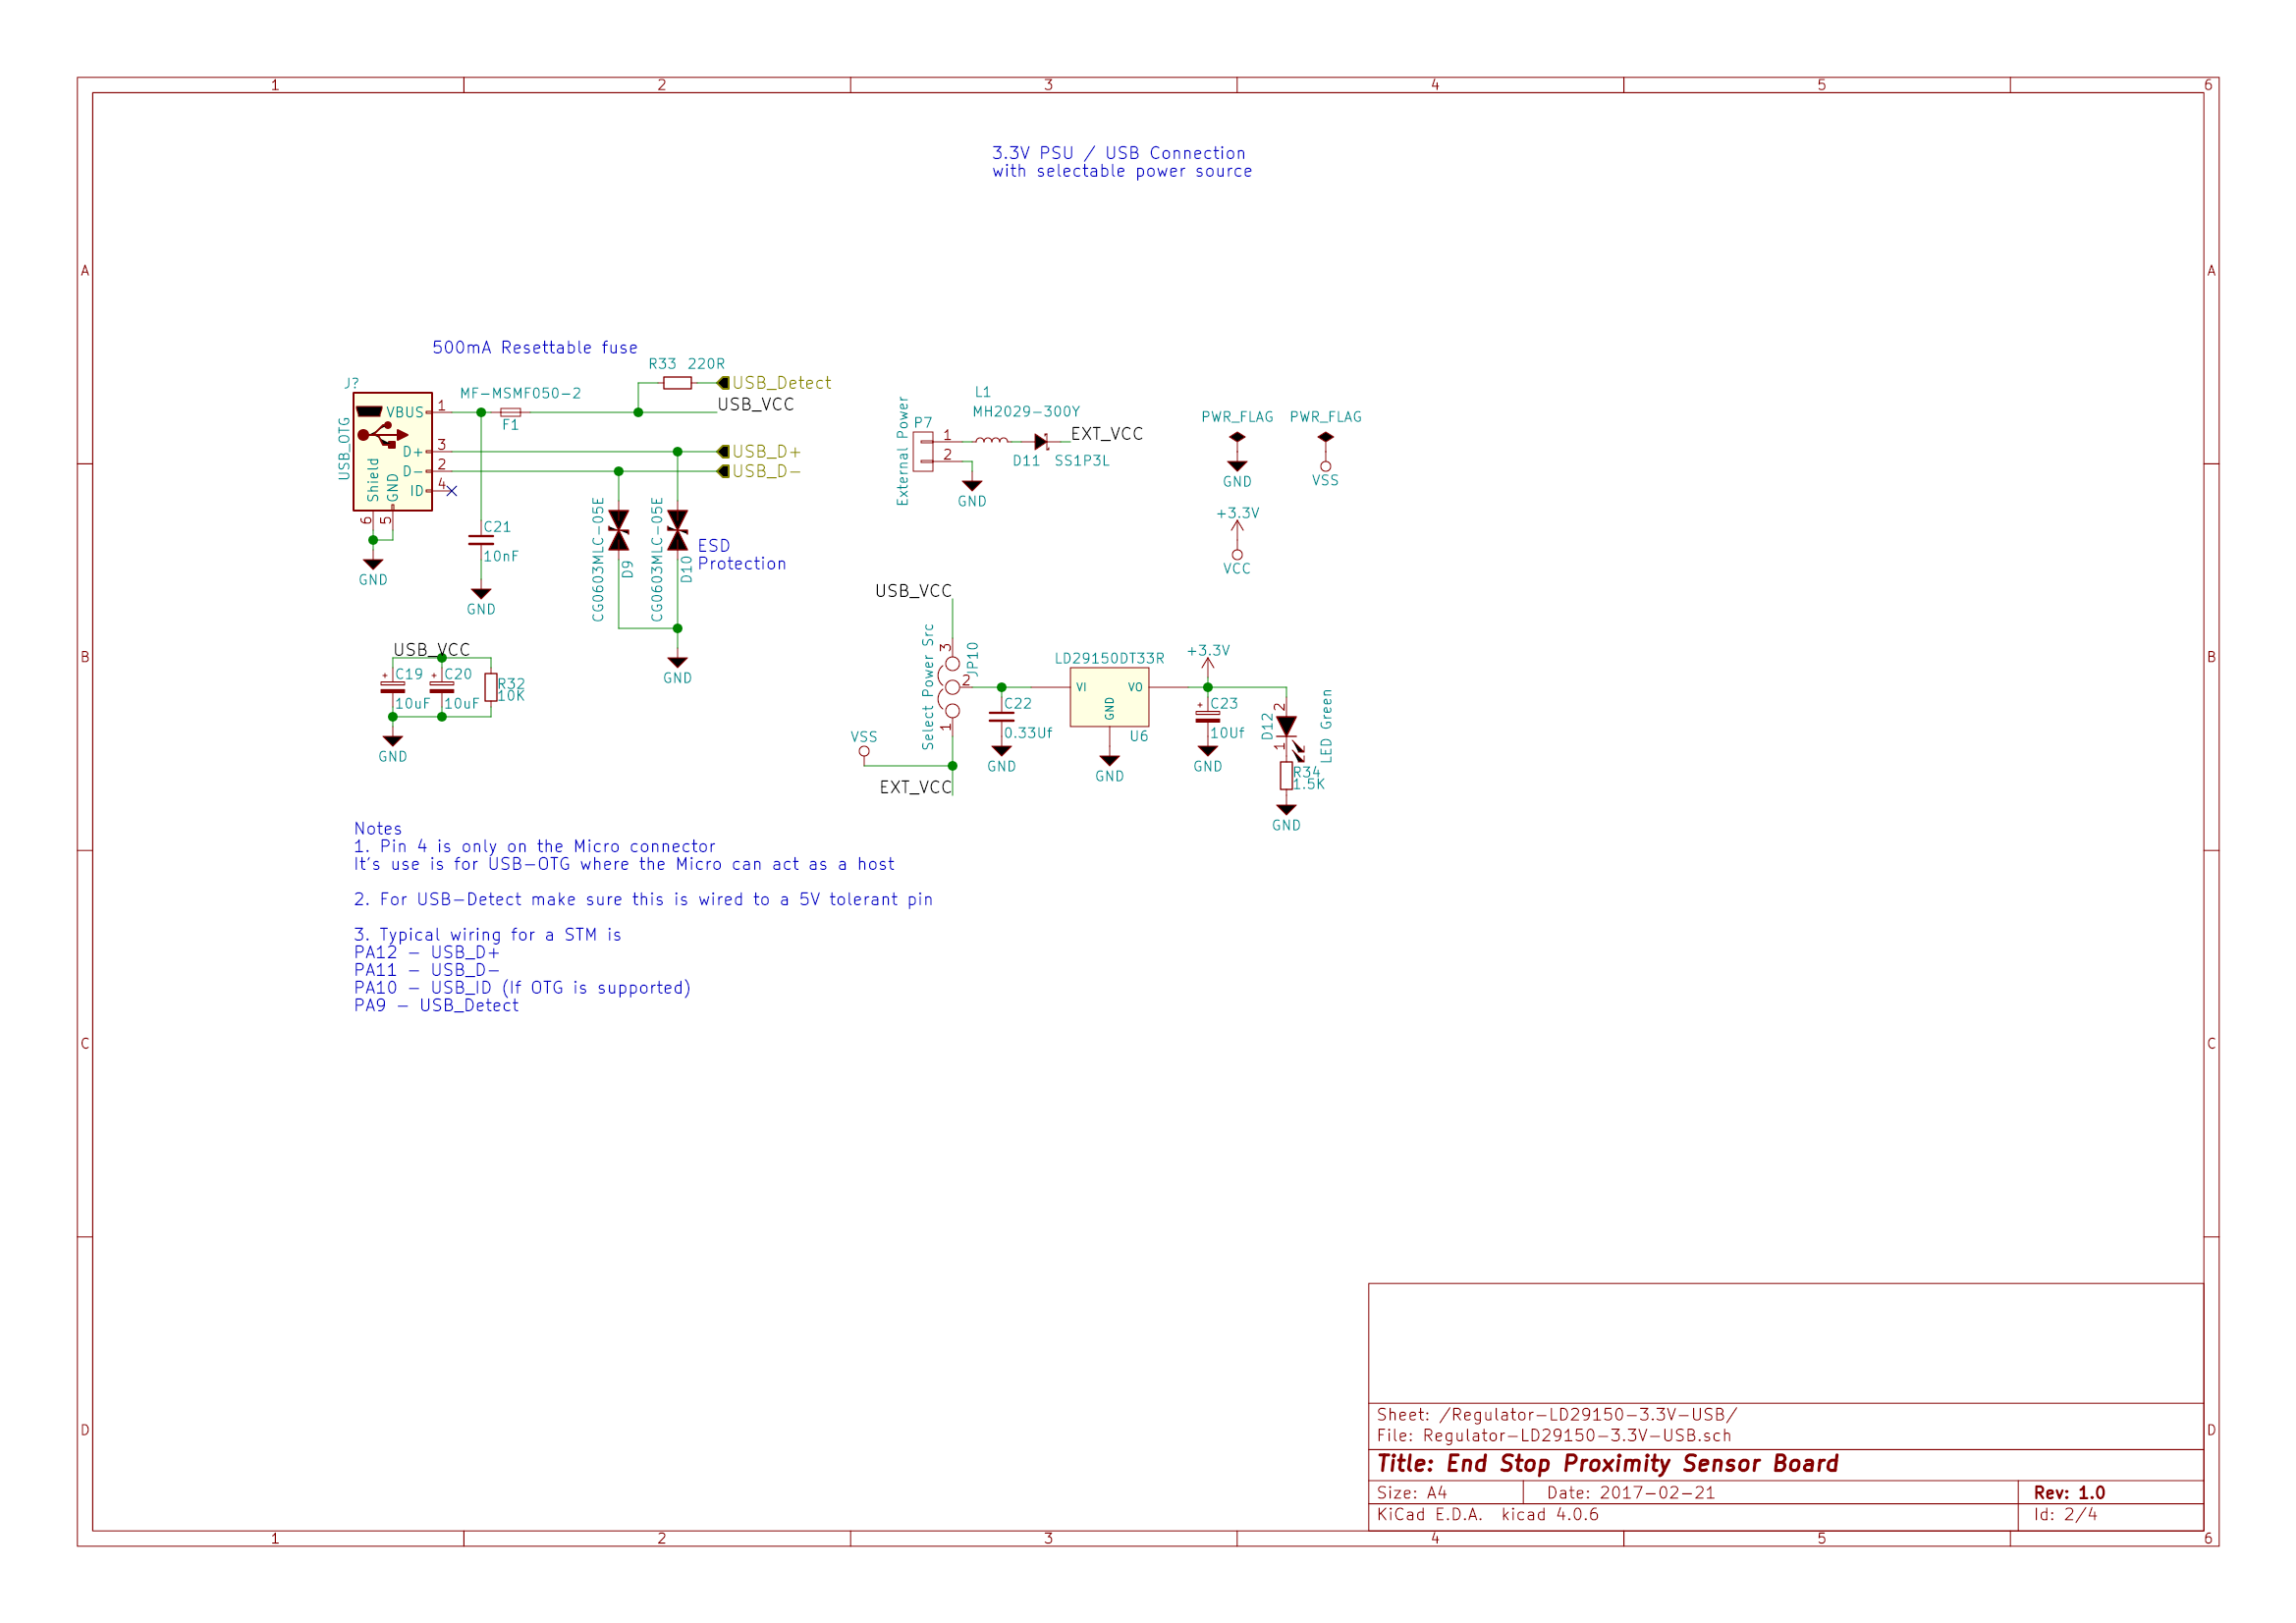 1 2 3 4 5 6
3.3V PSU / USB Connection
with selectable power source
A A
500mA Resettable fuse
R33 220R
J?
MF-MSMF050-2
USB_Detect
USB_VCC
VBUS 1
F1
USB_OTG
D+ 3
USB_D+
D- 2
USB_D-
ID 4
Shield
GND
6 5
GND
C21
10nF
GND
CG0603MLC-05E
D9
CG0603MLC-05E
D10
ESD
Protection
GND
L1
MH2029-300Y
P7
External Power
1
2
EXT_VCC
D11 SS1P3L
GND
PWR_FLAG PWR_FLAG
GND
VSS
+3.3V
VCC
B B
USB_VCC
C19
10uF
C20
10uF
R32
10K
GND
USB_VCC
Select Power Src
JP10
3
2
1
VSS
EXT_VCC
C22
0.33Uf
GND
LD29150DT33R
VI VO
GND
U6
GND
+3.3V
C23
10Uf
GND
D12
2
1
LED Green
R34
1.5K
GND
Notes
1. Pin 4 is only on the Micro connector
It's use is for USB-OTG where the Micro can act as a host
2. For USB-Detect make sure this is wired to a 5V tolerant pin
3. Typical wiring for a STM is
PA12 - USB_D+
PA11 - USB_D-
PA10 - USB_ID (If OTG is supported)
PA9 - USB_Detect
C C
D D
Sheet: /Regulator-LD29150-3.3V-USB/
File: Regulator-LD29150-3.3V-USB.sch
Title: End Stop Proximity Sensor Board
Size: A4 Date: 2017-02-21 Rev: 1.0
KiCad E.D.A. kicad 4.0.6 Id: 2/4
1 2 3 4 5 6